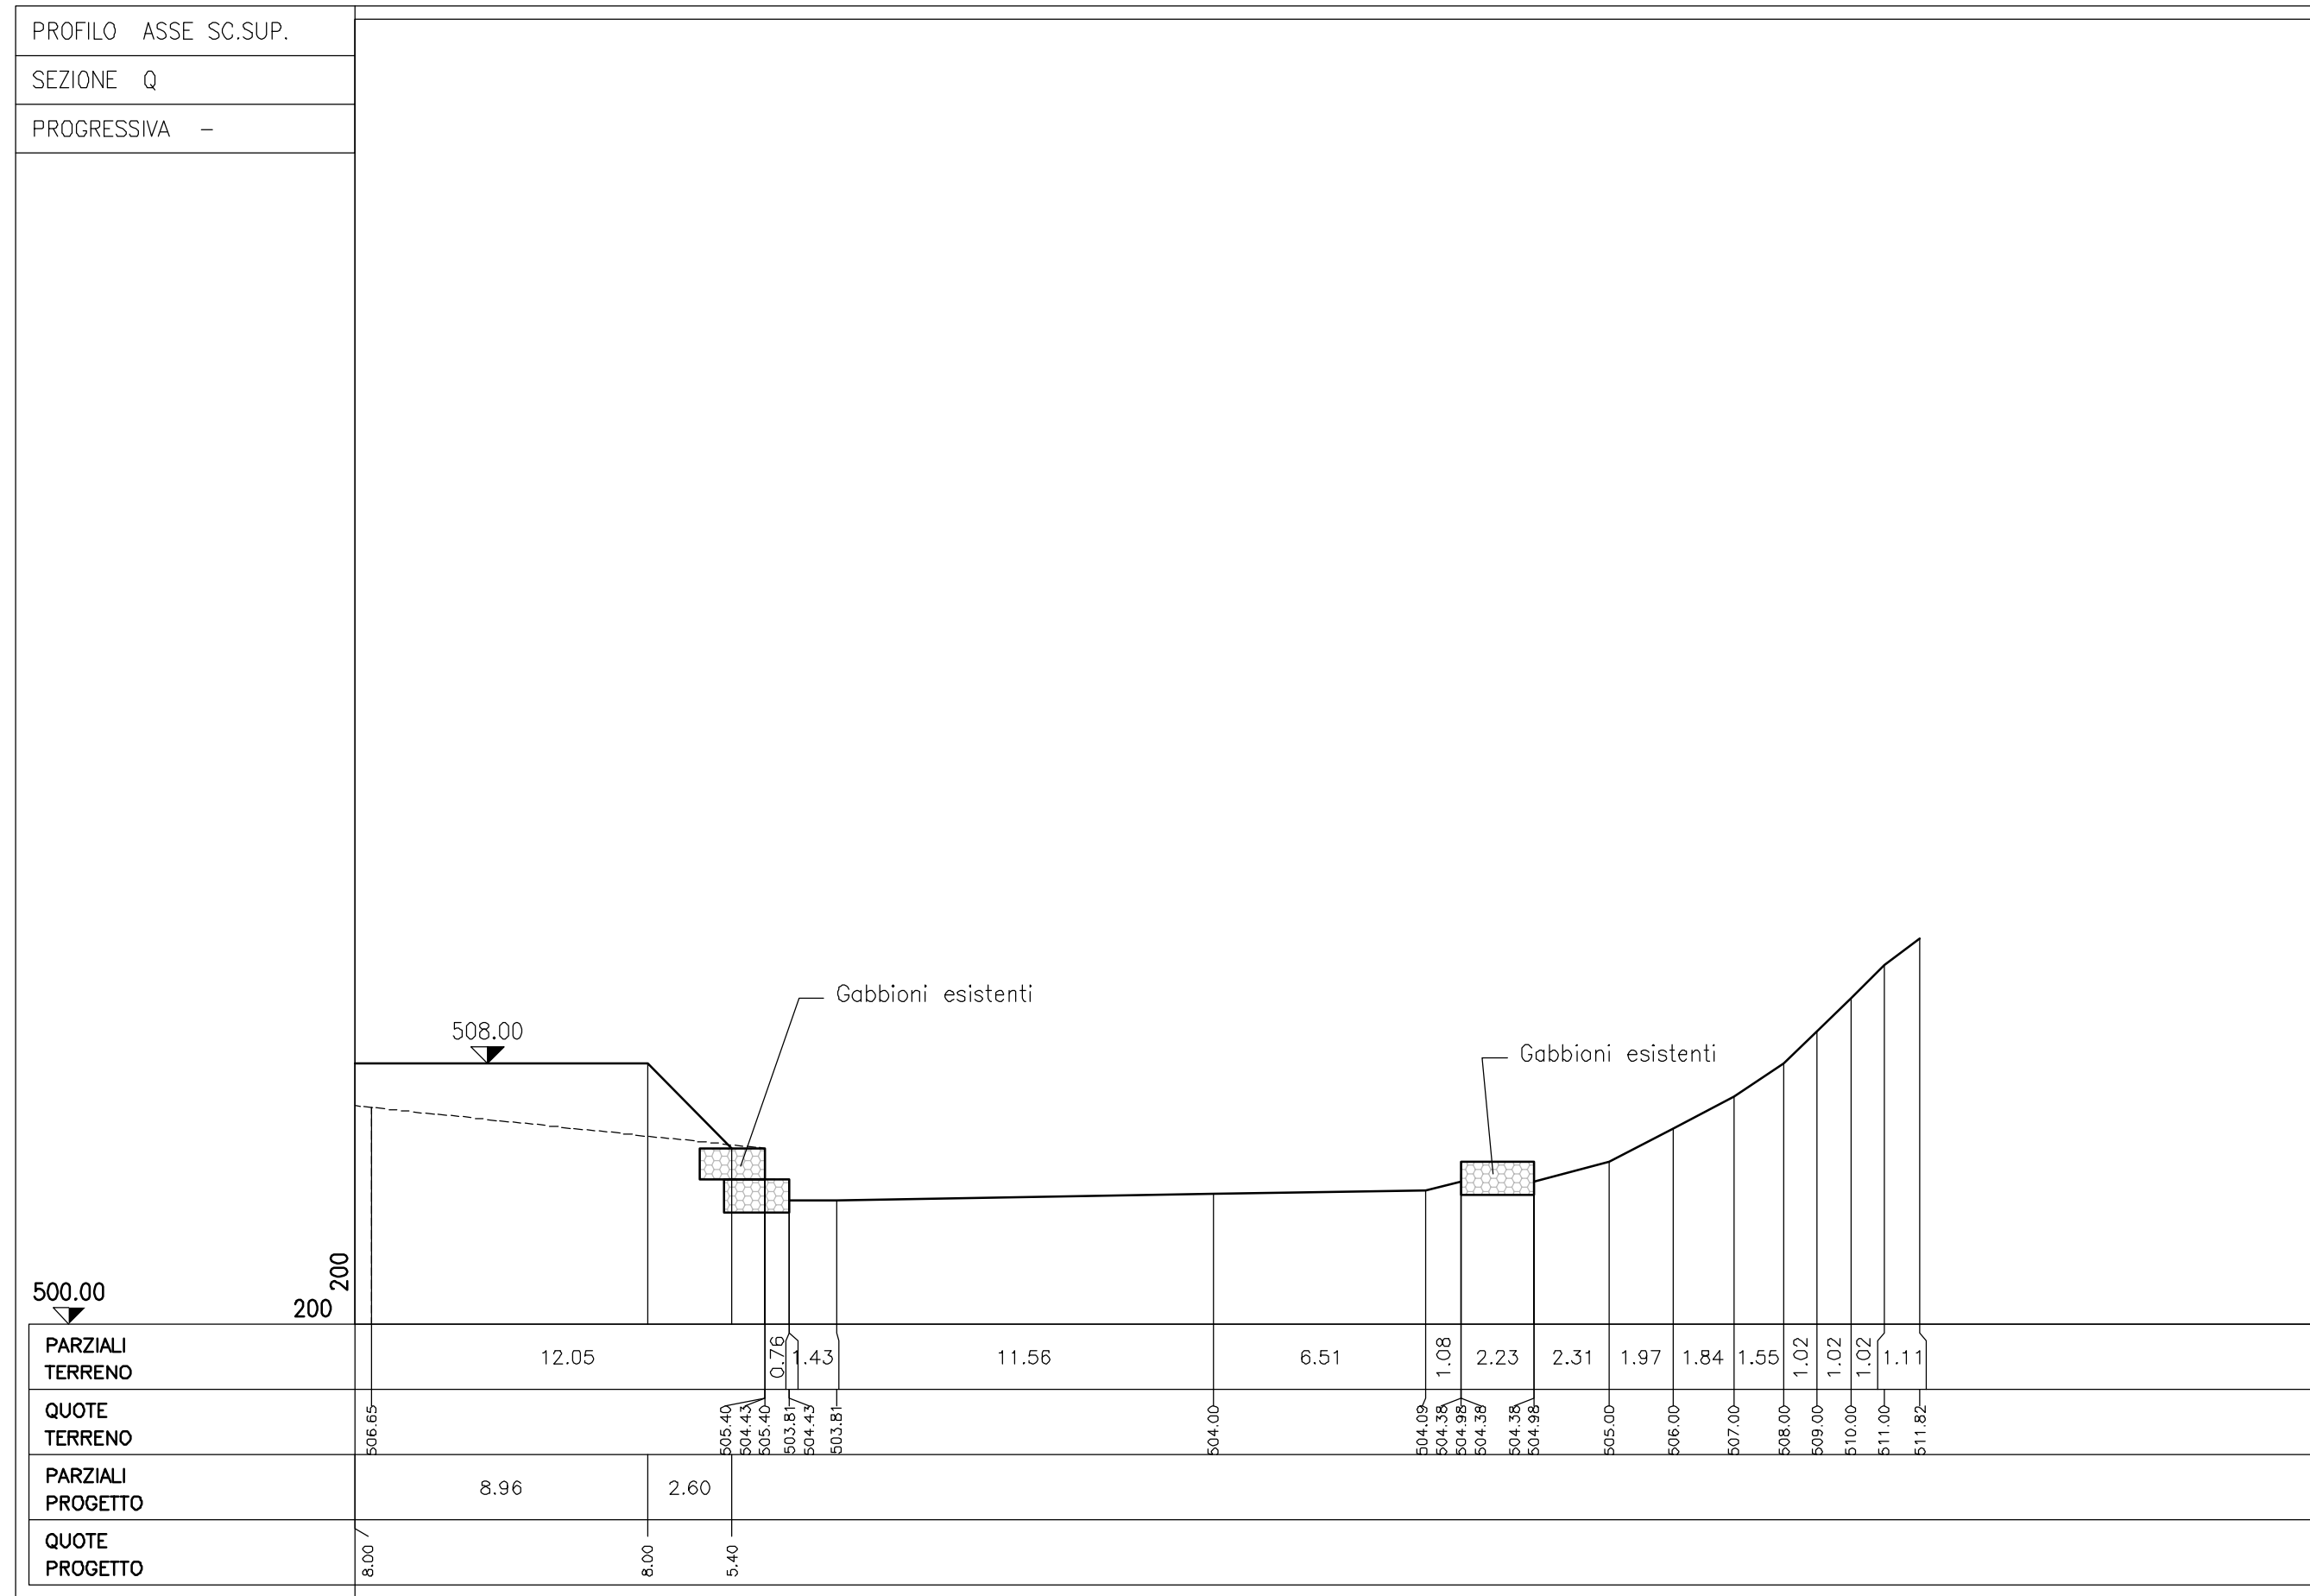 PROFILO ASSE SC.SUP.
SEZIONE Q
PROGRESSIVA -
Gabbioni esistenti
508.00
Gabbioni esistenti
200
500.00
200
PARZIALI
TERRENO
12.05 0.76 1.43 11.56 6.51 1.08 2.23 2.31 1.97 1.84 1.55 1.02 1.02 1.02 1.11
QUOTE
TERRENO
506.65 505.40 504.43 505.40 503.81 504.43 503.81 504.00 504.09 504.38 504.98 504.38 504.38 504.98 505.00 506.00 507.00 508.00 509.00 510.00 511.00 511.82
PARZIALI
PROGETTO
8.96 2.60
QUOTE
PROGETTO
8.00 8.00 5.40